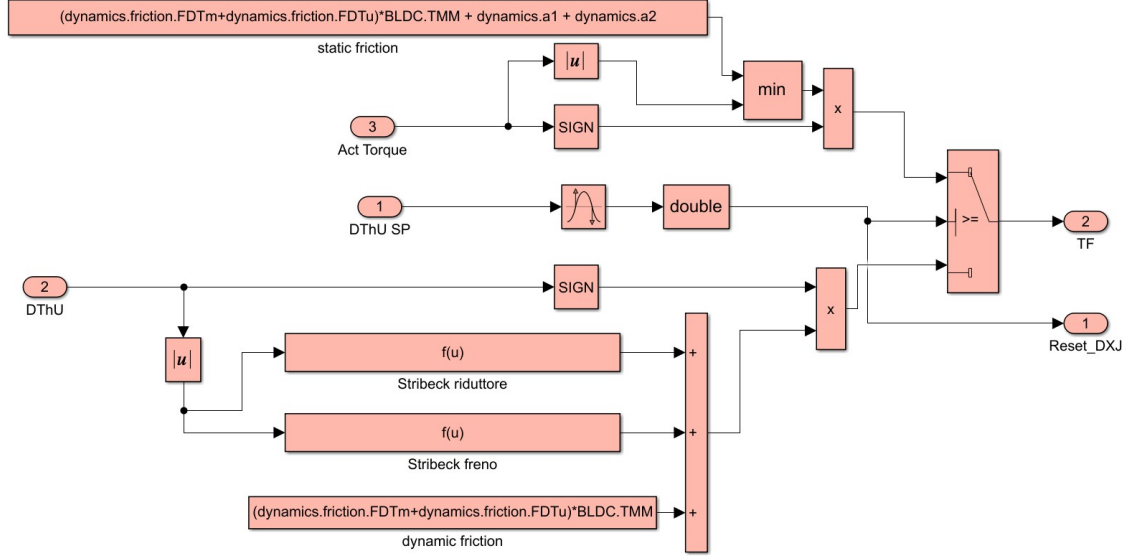 (dynamics.friction.FDTm+dynamics.friction.FDTu)*BLDC.TMM + dynamics.a1 + dynamics.a2
static friction
|u|
min
x
3
SIGN
Act Torque
1
double
DThU SP
>=
2
TF
2
SIGN
DThU
x
1
Reset_DXJ
|u|
f(u)
+
Stribeck riduttore
f(u)
+
Stribeck freno
(dynamics.friction.FDTm+dynamics.friction.FDTu)*BLDC.TMM
+
dynamic friction